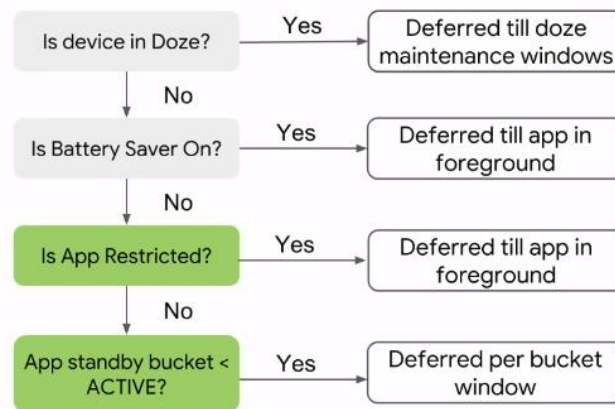 Is device in Doze?
Yes
Deferred till doze
maintenance windows
No
Is Battery Saver On?
Yes
Deferred till app in
foreground
No
Is App Restricted?
Yes
Deferred till app in
foreground
No
App standby bucket <
ACTIVE?
Yes
Deferred per bucket
window